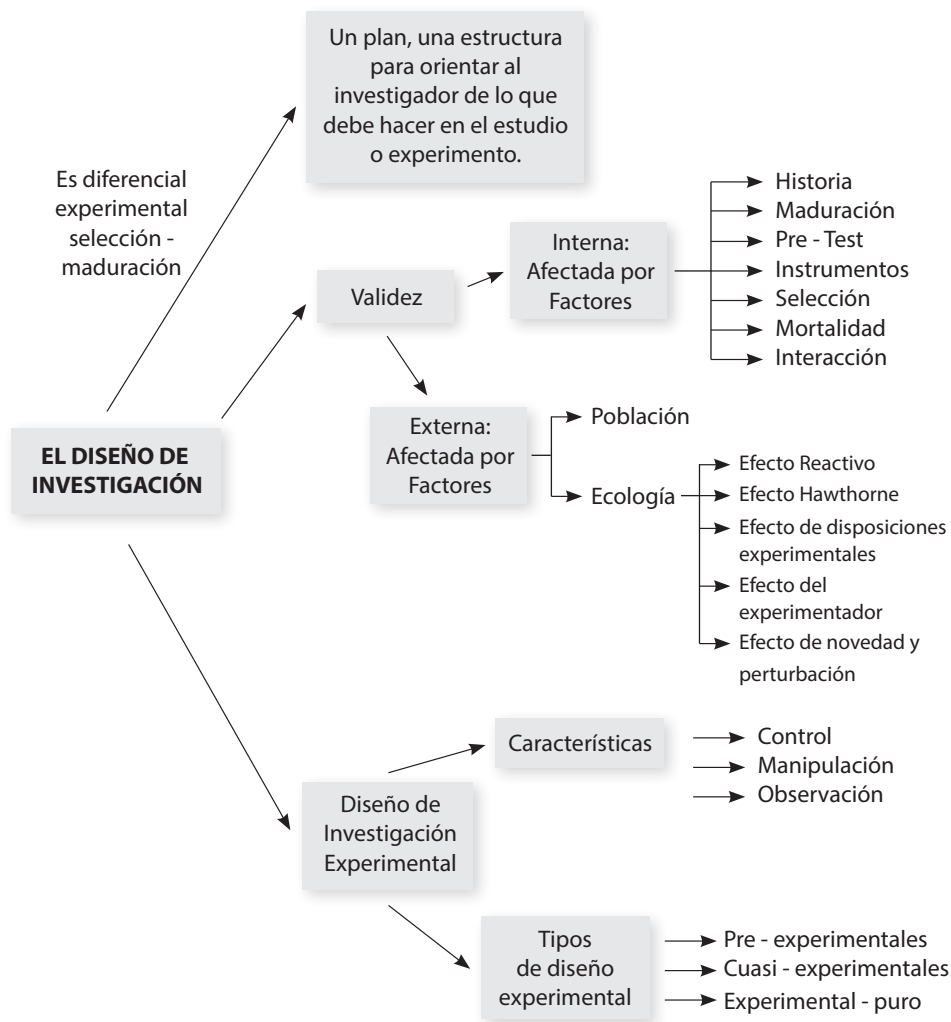 Un plan, una estructura
para orientar al
investigador de lo que
debe hacer en el estudio
o experimento.
Es diferencial
experimental
selección -
maduración
Validez
Interna:
Afectada por
Factores
Historia
Maduración
Pre - Test
Instrumentos
Selección
Mortalidad
Interacción
EL DISEÑO DE
INVESTIGACIÓN
Externa:
Afectada por
Factores
Población
Ecología
Efecto Reactivo
Efecto Hawthorne
Efecto de disposiciones
experimentales
Efecto del
experimentador
Efecto de novedad y
perturbación
Diseño de
Investigación
Experimental
Característícas
Control
Manipulación
Observación
Tipos
de diseño
experimental
Pre - experimentales
Cuasi - experimentales
Experimental - puro